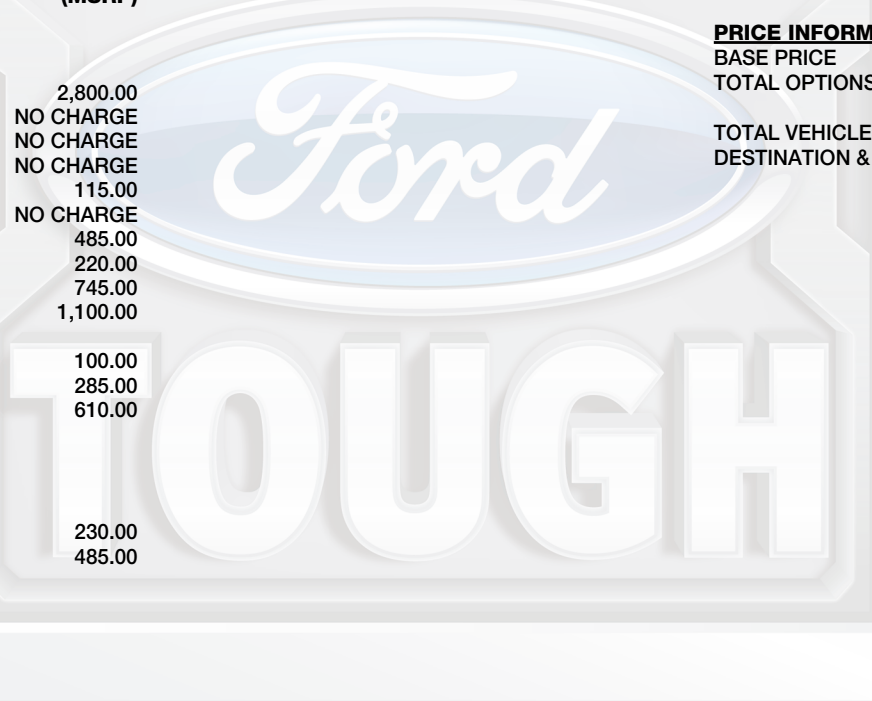 (MSRP)
2,800.00
NO CHARGE
NO CHARGE
NO CHARGE
115.00
NO CHARGE
485.00
220.00
745.00
1,100.00
100.00
285.00
610.00
230.00
485.00
PRICE INFORM
BASE PRICE
TOTAL OPTIONS
TOTAL VEHICLE
DESTINATION &
Ford
TOUGH